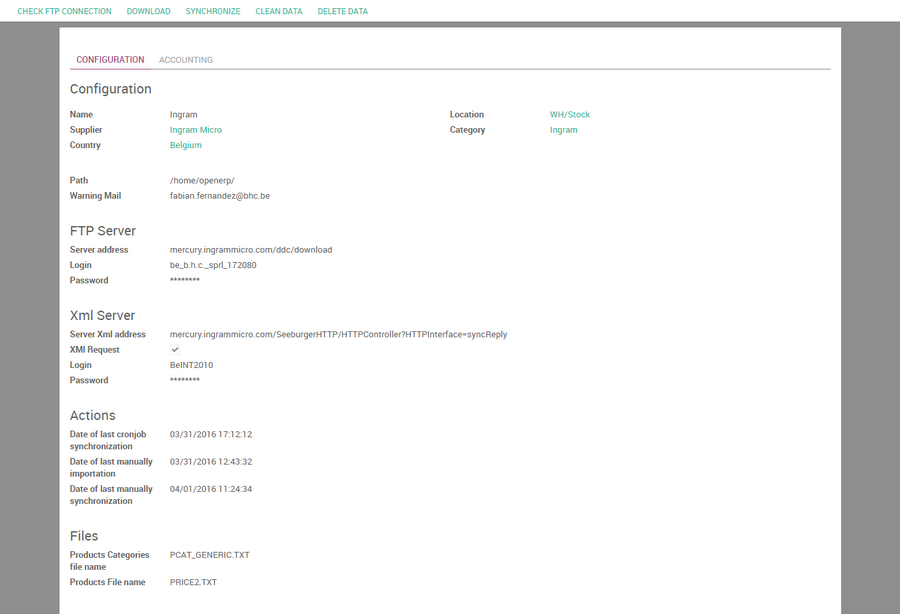 CHECK FTP CONNECTION DOWNLOAD SYNCHRONIZE CLEAN DATA DELETE DATA
CONFIGURATION ACCOUNTING
Configuration
Name Ingram Location WH/Stock
Supplier Ingram Micro Category Ingram
Country Belgium
Path /home/openerp/
Warning Mail fabian.fernandez@bhc.be
FTP Server
Server address mercury.ingrammicro.com/ddc/download
Login be_b.h.c._sprl_172080
Password ********
Xml Server
Server Xml address mercury.ingrammicro.com/SeeburgerHTTP/HTTPController?HTTPInterface=syncReply
XMl Request
Login BeINT2010
Password ********
Actions
Date of last cronjob 03/31/2016 17:12:12
synchronization
Date of last manually 03/31/2016 12:43:32
importation
Date of last manually 04/01/2016 11:24:34
synchronization
Files
Products Categories PCAT_GENERIC.TXT
file name
Products File name PRICE2.TXT